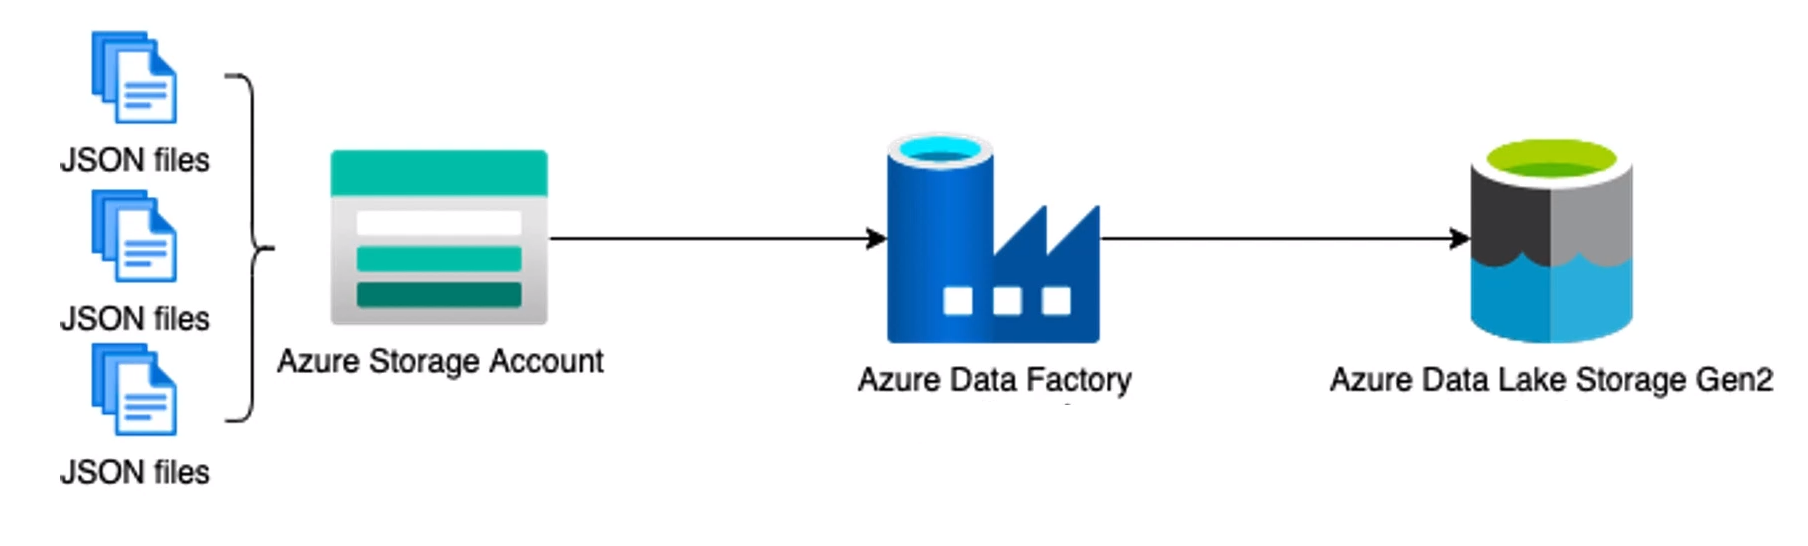 JSON files
JSON files
JSON files
Azure Storage Account
Azure Data Factory
Azure Data Lake Storage Gen2